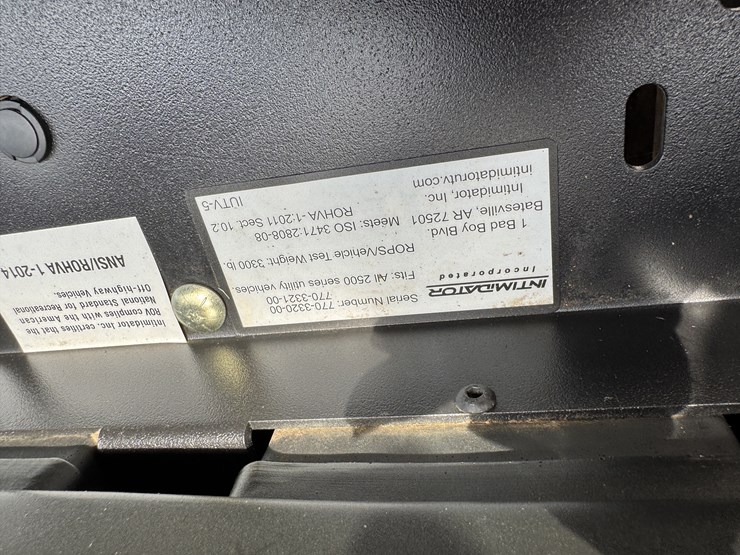 INTIMIDATOR
Incorporated
1 Bad Boy Blvd.
Batesville, AR 72501
Intimidator, Inc.
intimidatorutv.com
Serial Number: 770-3320-00
770-3321-00
Fits: All 2500 series utility vehicles.
ROPS/Vehicle Test Weight: 3300 lb.
Meets: ISO 3471:2808-08
ROHVA -1-2011 Sect. 10.2
IUTV-5
Intimidator, Inc. certifies that the
ROV complies with the American
National Standard for Recreational
Off-Highway Vehicles.
ANSI/ROHVA 1-2014